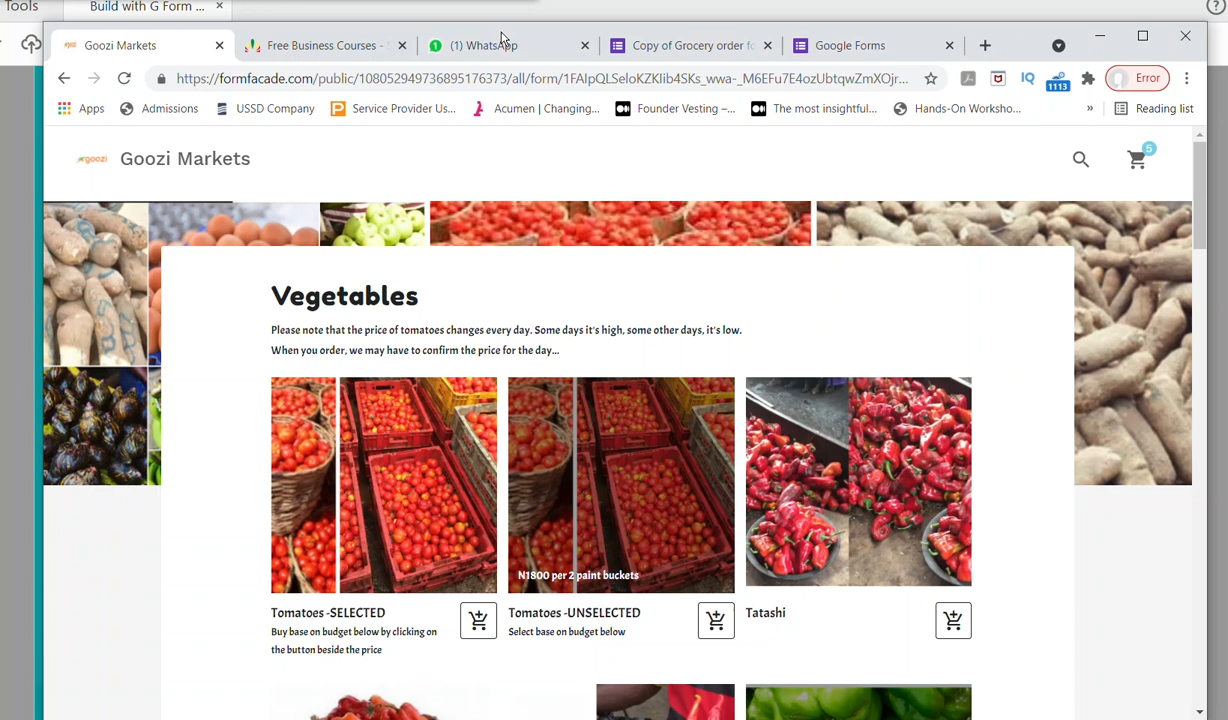 Tools
Build with G Form ...
Goozi Markets
Free Business Courses -
(1) WhatsApp
Copy of Grocery order fo
Google Forms
https://formfacade.com/public/108052949736895176373/all/form/1FAIpQLSeloKZKIib4SKs_wwa-_M6EFu7E4ozUbtqwZmXOjr...
IQ
1113
Error
Apps
Admissions
USSD Company
Service Provider Us...
Acumen | Changing...
Founder Vesting –...
The most insightful...
Hands-On Worksho...
»
Reading list
goozi
Goozi Markets
5
Vegetables
Please note that the price of tomatoes changes every day. Some days it's high, some other days, it's low.
When you order, we may have to confirm the price for the day...
N1800 per 2 paint buckets
Tomatoes -SELECTED
Buy base on budget below by clicking on
the button beside the price
Tomatoes -UNSELECTED
Select base on budget below
Tatashi